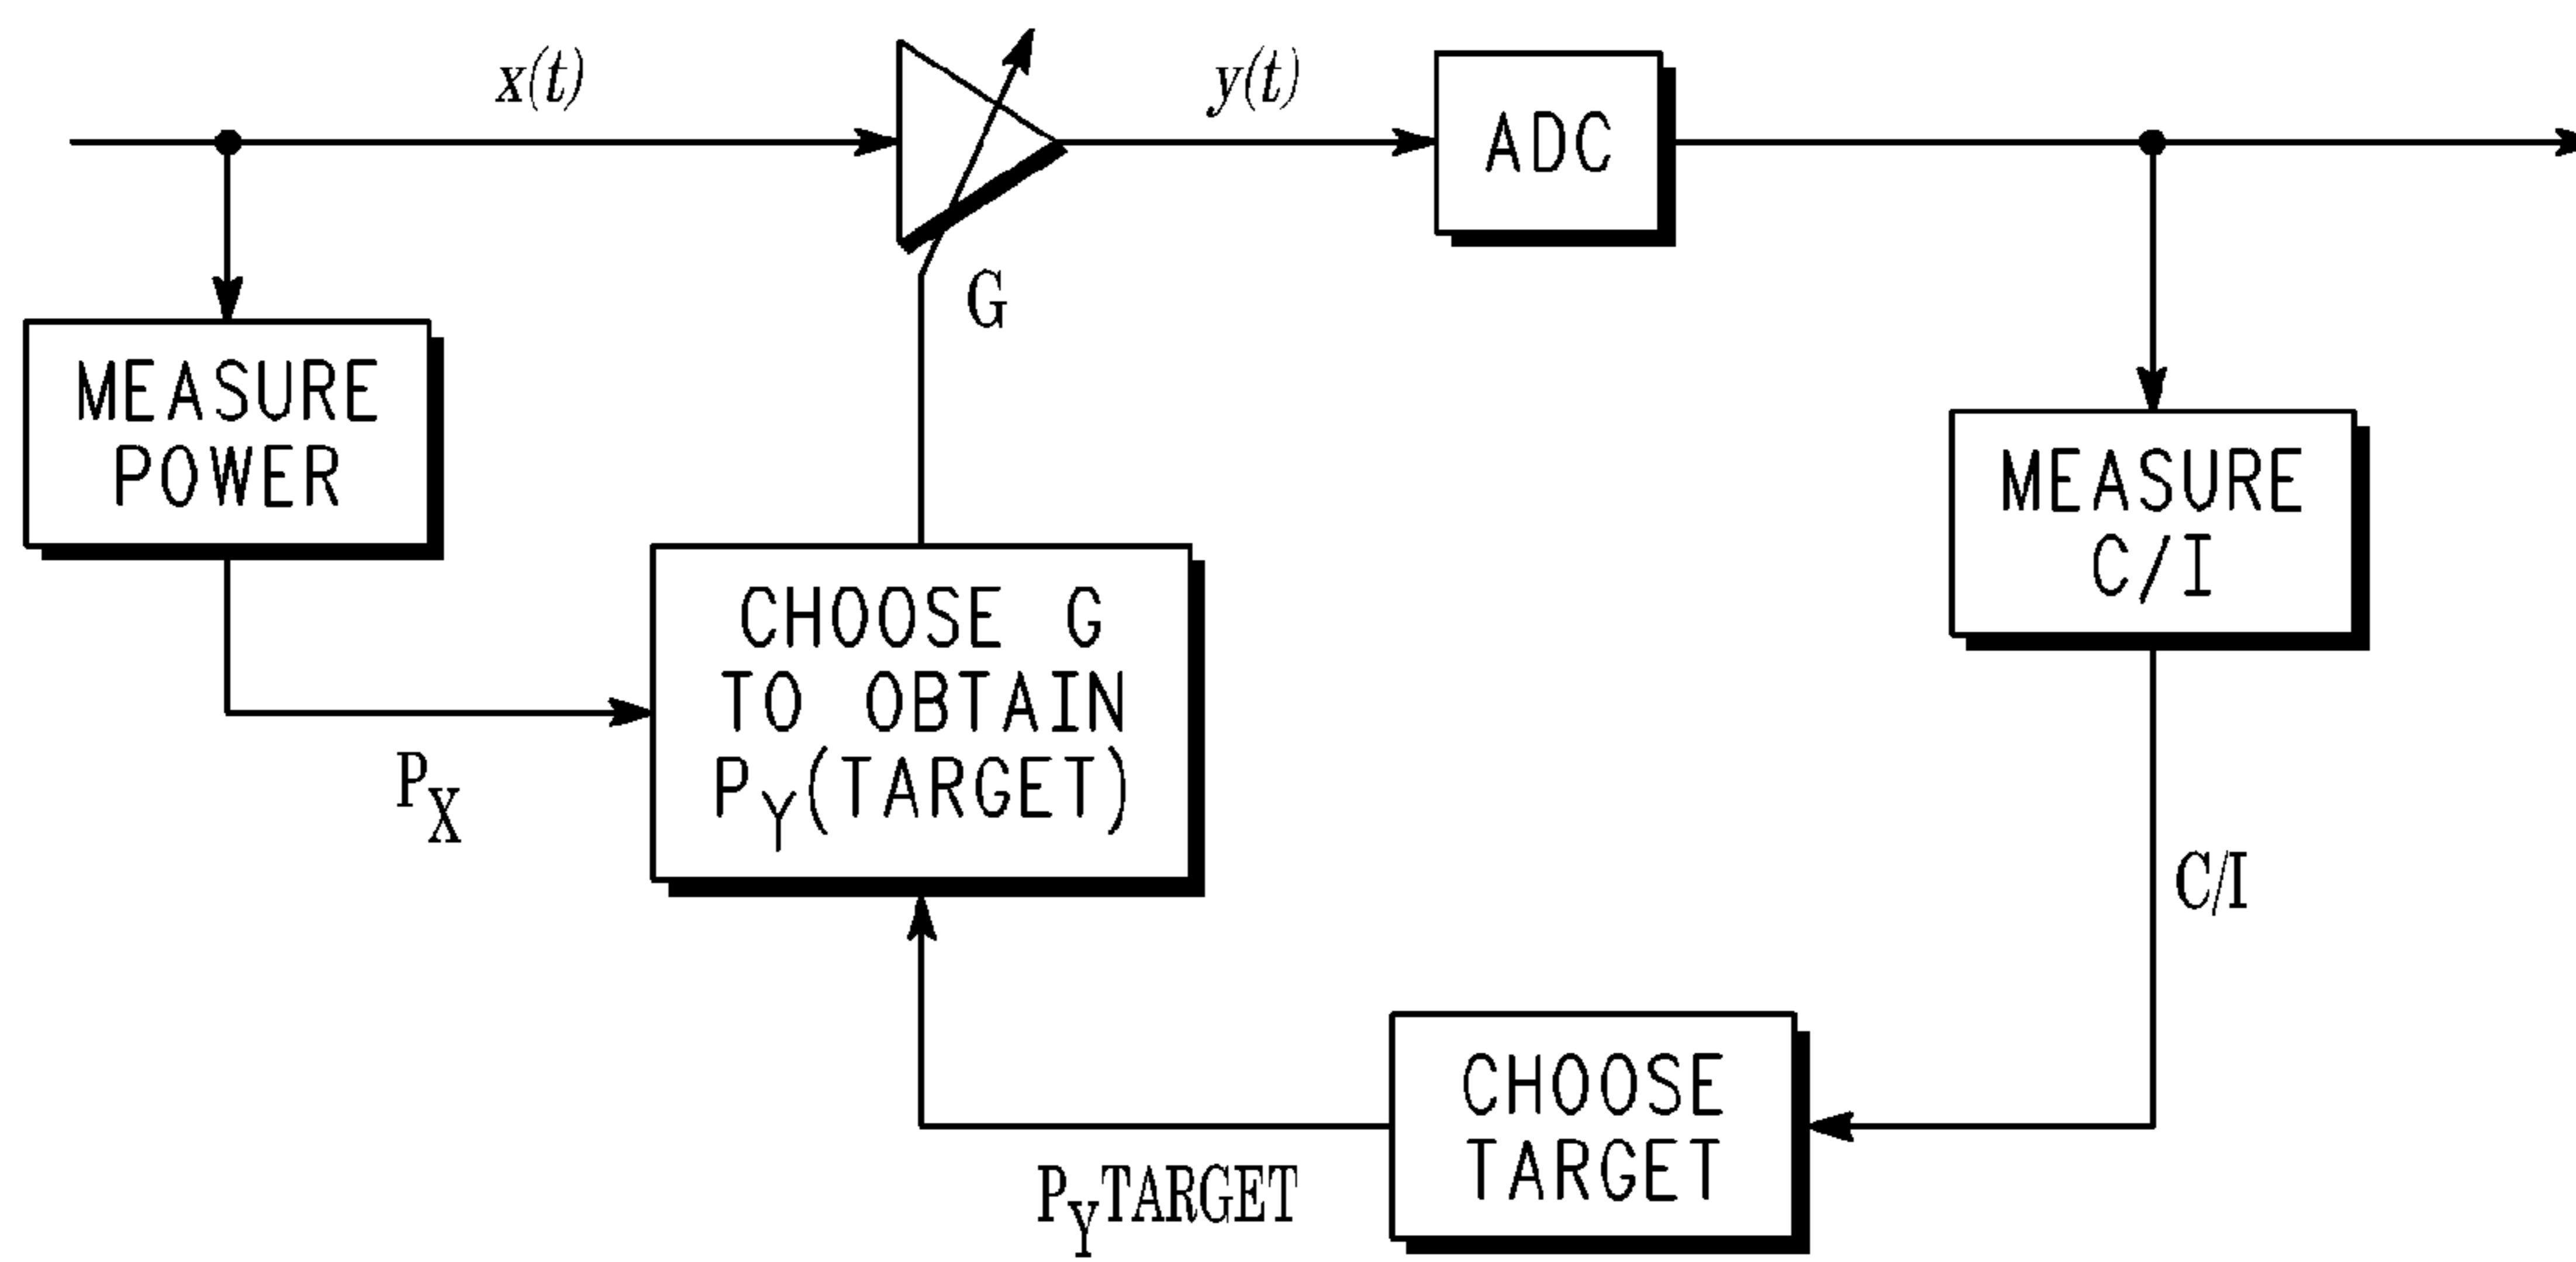 x(t)
y(t)
ADC
G
MEASURE
POWER
MEASURE
C/I
CHOOSE G
TO OBTAIN
PY(TARGET)
PX
C/I
CHOOSE
TARGET
PYTARGET